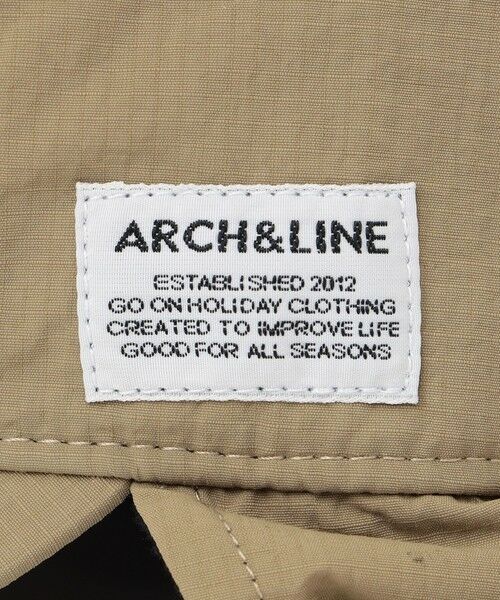 ARCH&LINE
ESTABLISHED 2012
GO ON HOLIDAY CLOTHING
CREATED TO IMPROVE LIFE
GOOD FOR ALL SEASONS